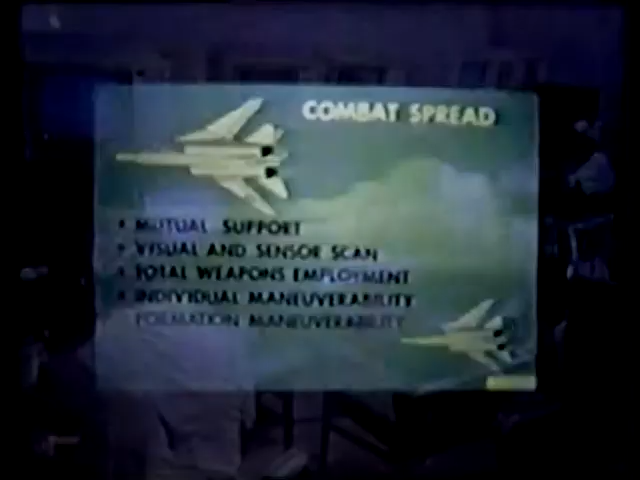 COMBAT SPREAD
• MUTUAL SUPPORT
• VISUAL AND SENSOR SCAN
• TOTAL WEAPONS EMPLOYMENT
• INDIVIDUAL MANEUVERABILITY
FORMATION MANEUVERABILITY